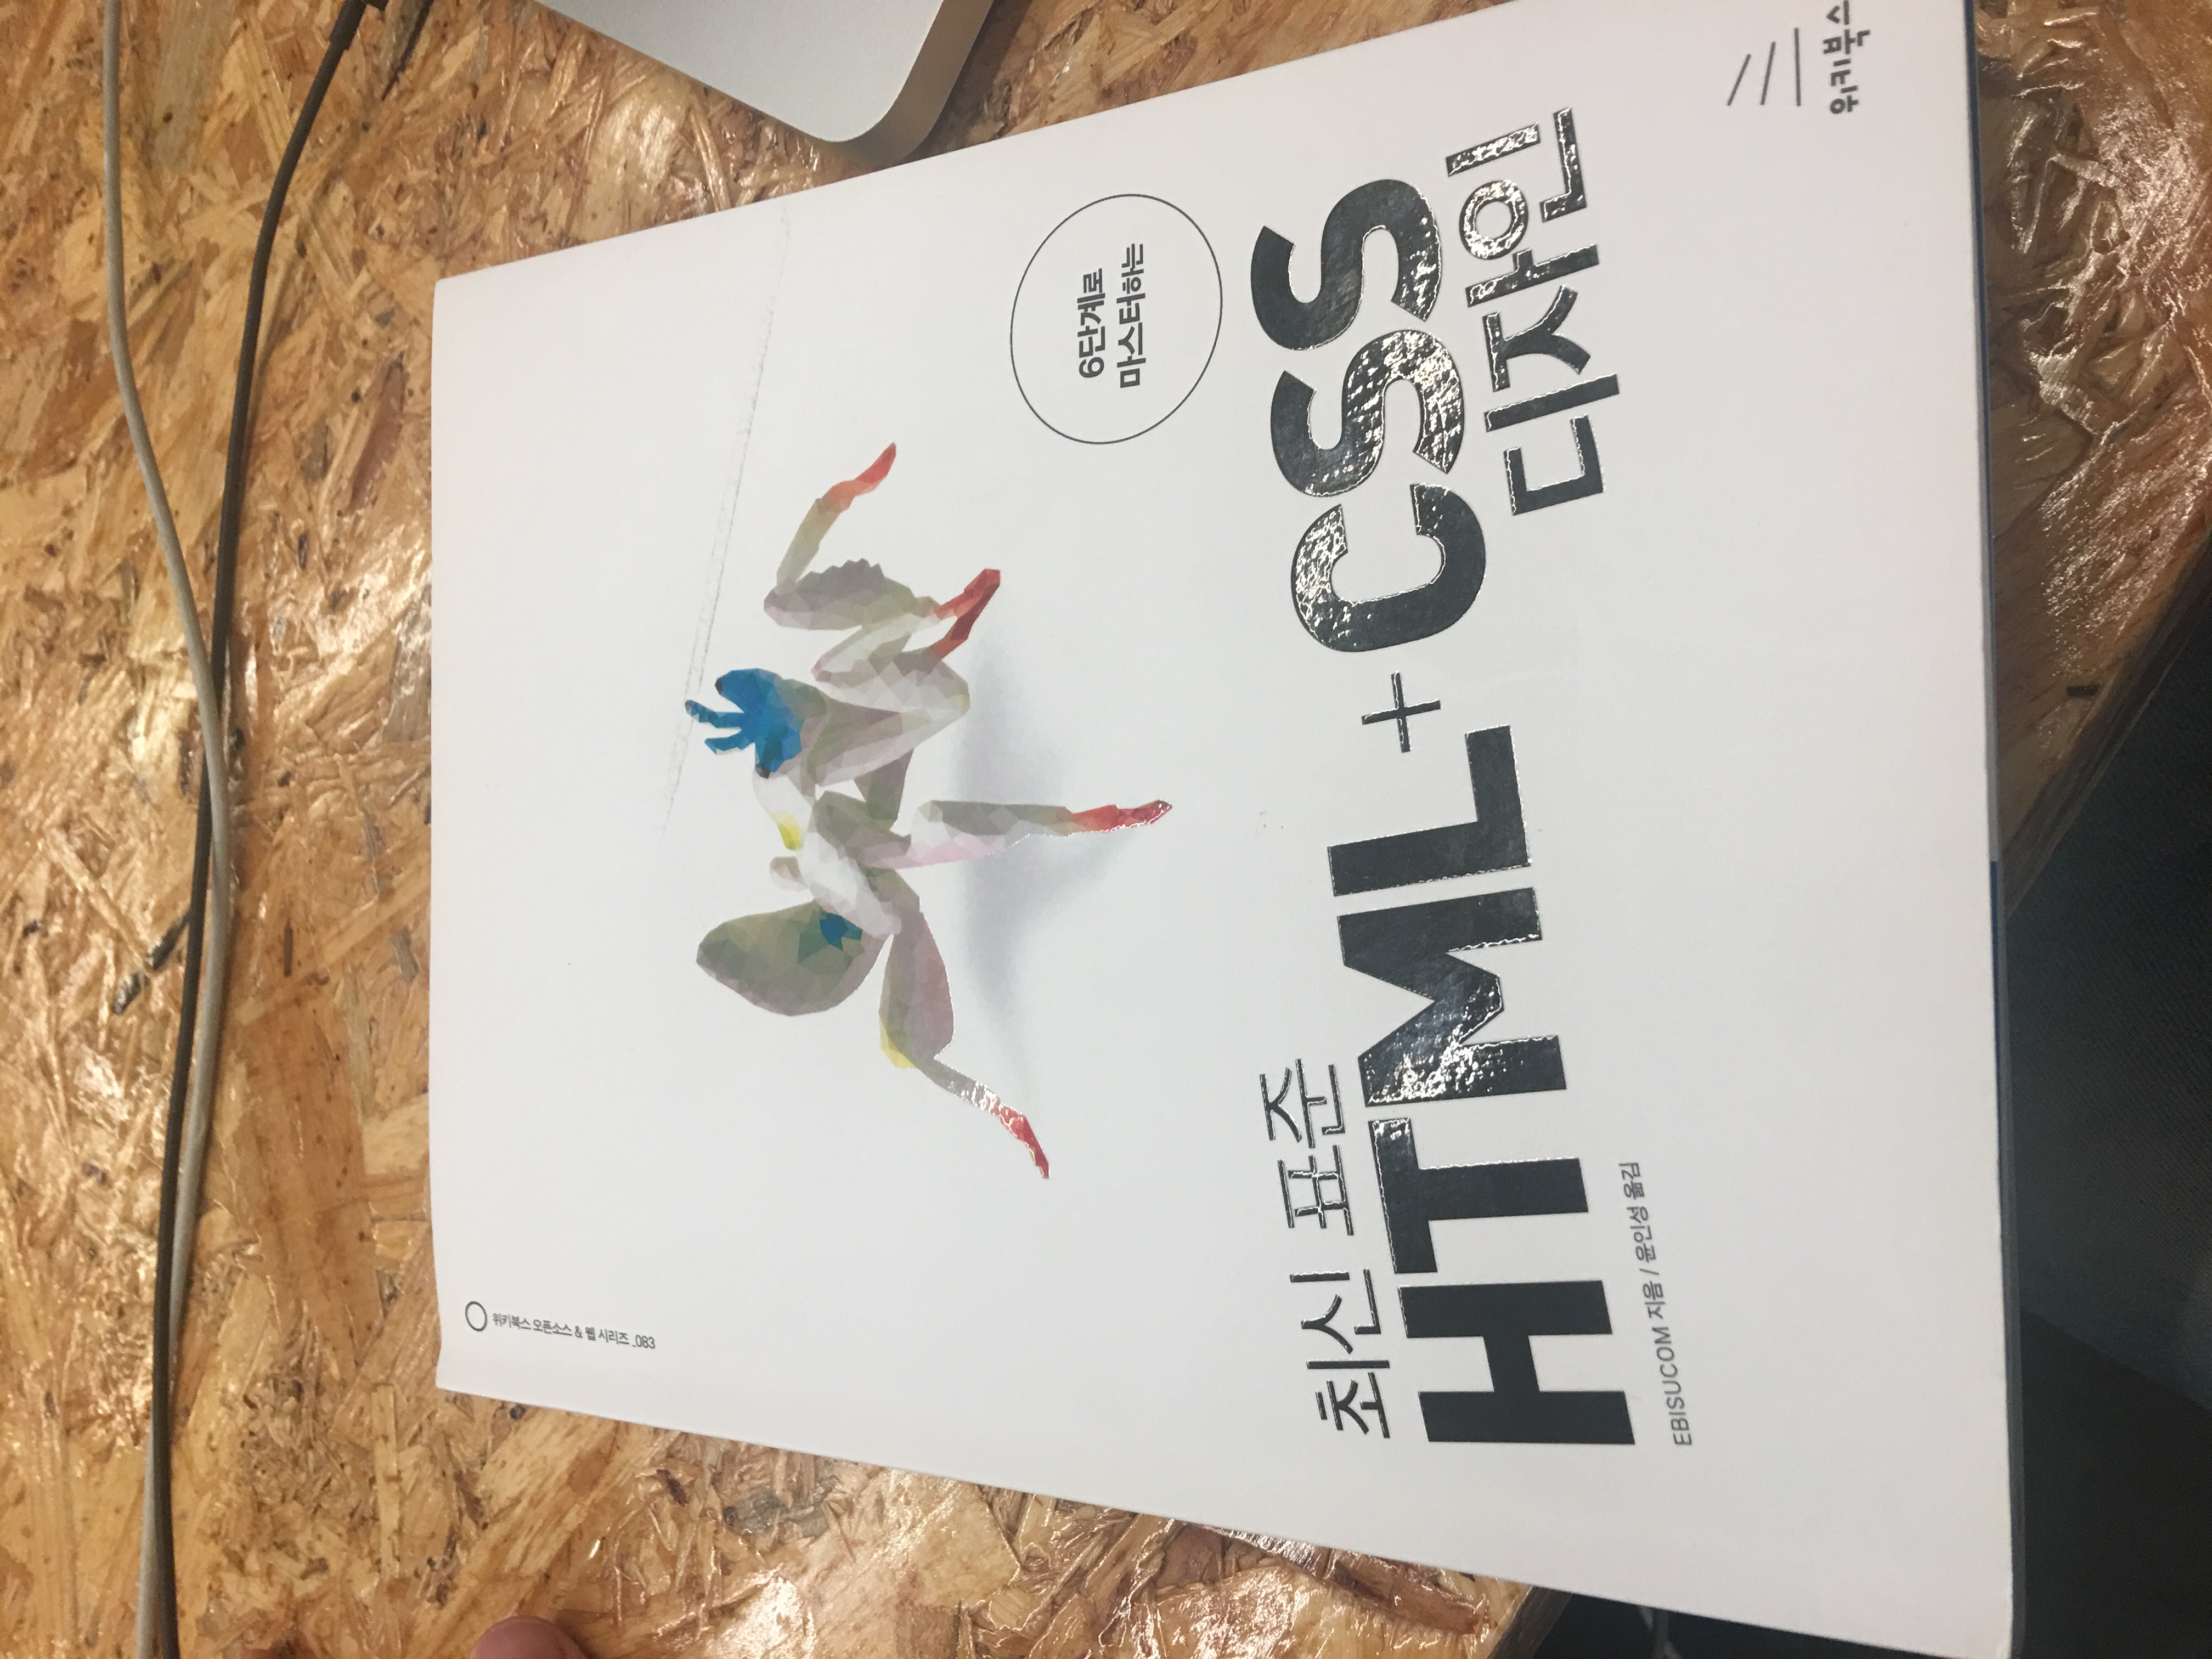 위키북스 오픈소스 & 웹 시리즈_083
6단계로
마스터하는
최신 표준
HTML+CSS
디자인
EBISUCOM 지음 / 윤인성 옮김
위키북스